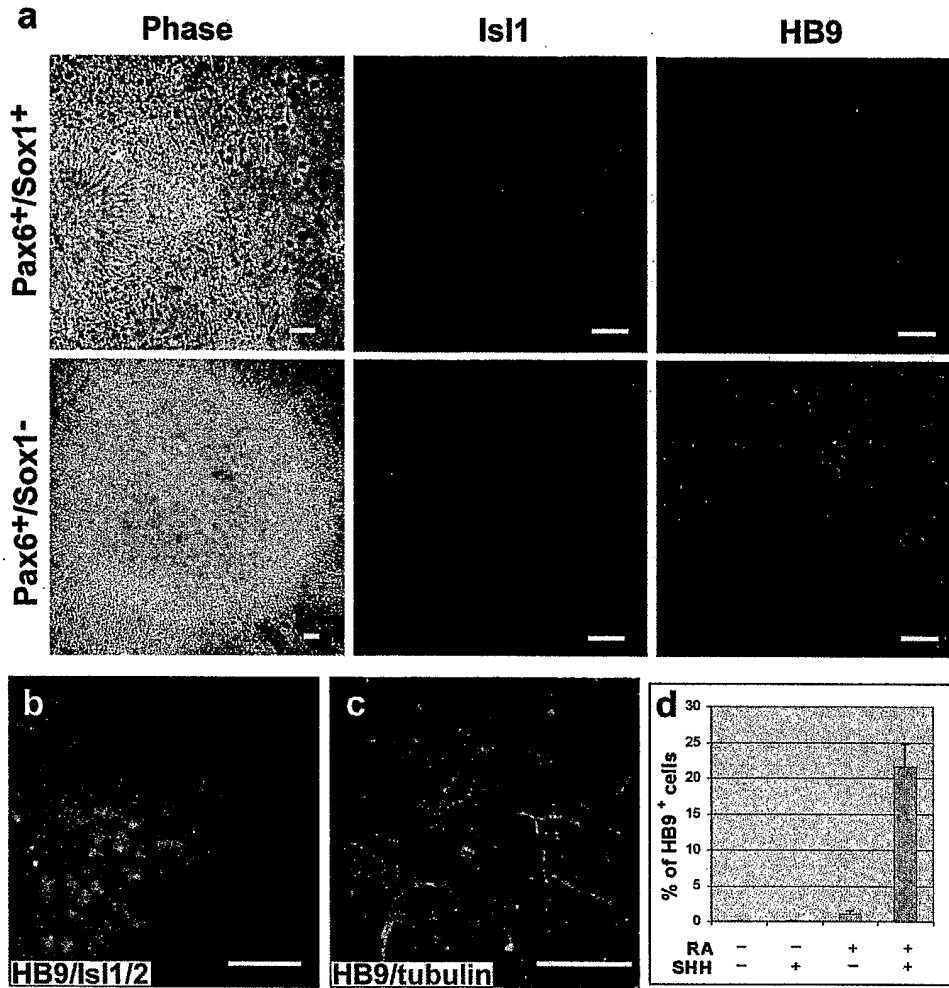 a
Phase Isl1 HB9
Pax6+/Sox1+
Pax6+/Sox1-
b
HB9/Isl1/2
c
HB9/tubulin
d
% of HB9 + cells
30
25
20
15
10
5
0
RA - - + +
SHH - + - +